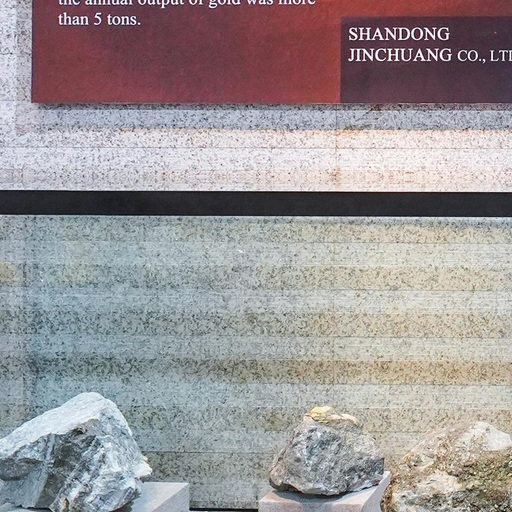 the annual output of gold was more
than 5 tons.
SHANDONG
JINCHUANG CO., LTD